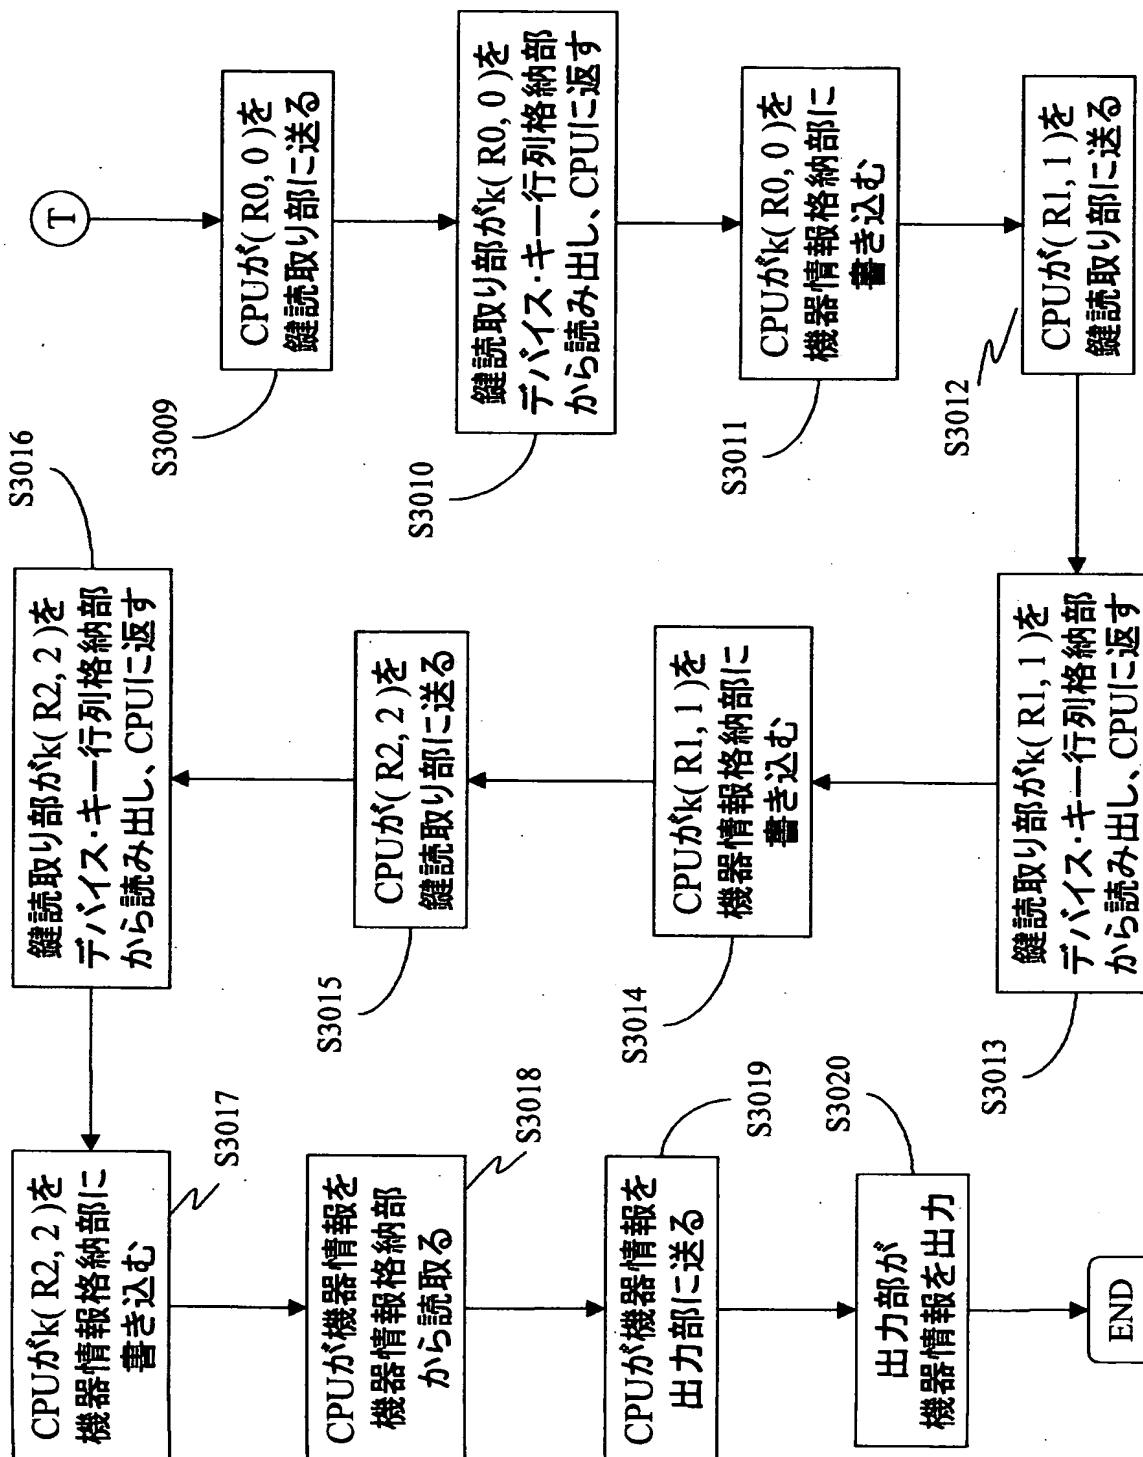 T
CPUが( R0, 0 )を
鍵読取り部に送る
S3009
鍵読取り部がk( R0, 0 )を
デバイス・キー行列格納部
から読み出し、CPUに返す
S3010
CPUがk( R0, 0 )を
機器情報格納部に
書き込む
S3011
CPUが( R1, 1 )を
鍵読取り部に送る
S3012
鍵読取り部がk( R1, 1 )を
デバイス・キー行列格納部
から読み出し、CPUに返す
S3013
CPUがk( R1, 1 )を
機器情報格納部に
書き込む
S3014
CPUが( R2, 2 )を
鍵読取り部に送る
S3015
鍵読取り部がk( R2, 2 )を
デバイス・キー行列格納部
から読み出し、CPUに返す
S3016
CPUがk( R2, 2 )を
機器情報格納部に
書き込む
S3017
CPUが機器情報を
機器情報格納部
から読取る
S3018
CPUが機器情報を
出力部に送る
S3019
出力部が
機器情報を出力
S3020
END